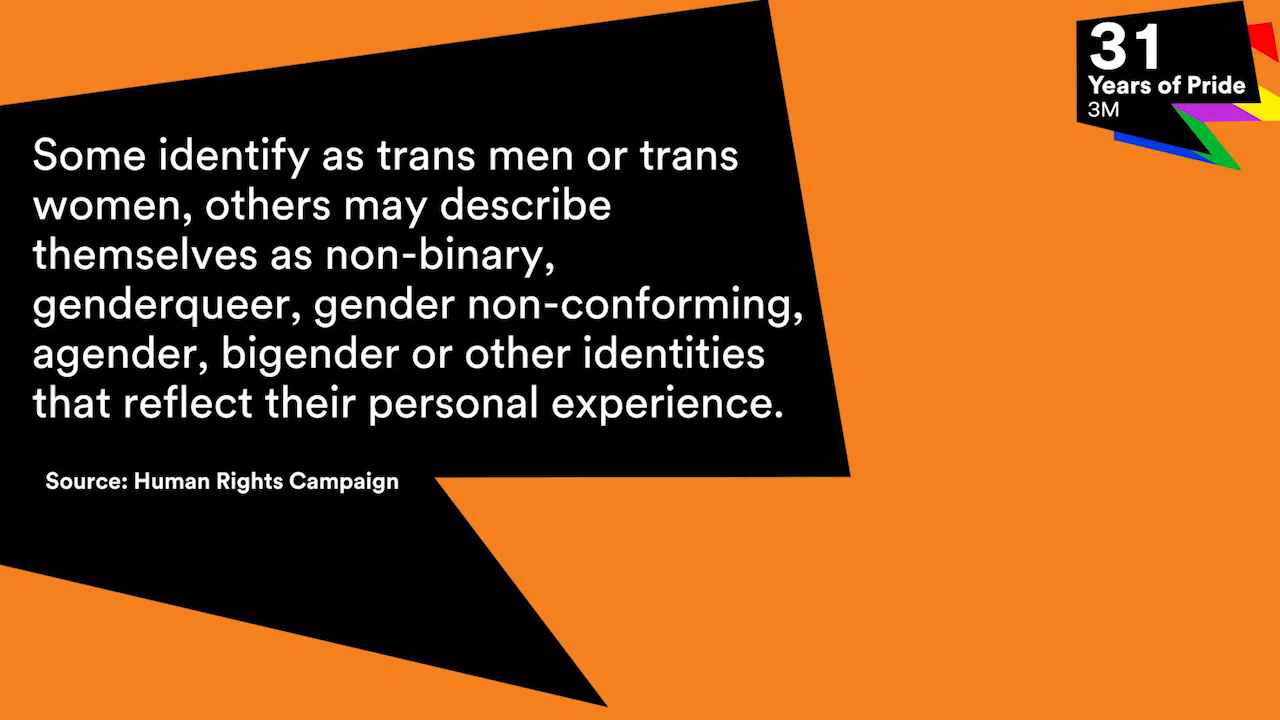 31
Years of Pride
3M
Some identify as trans men or trans
women, others may describe
themselves as non-binary,
genderqueer, gender non-conforming,
agender, bigender or other identities
that reflect their personal experience.
Source: Human Rights Campaign